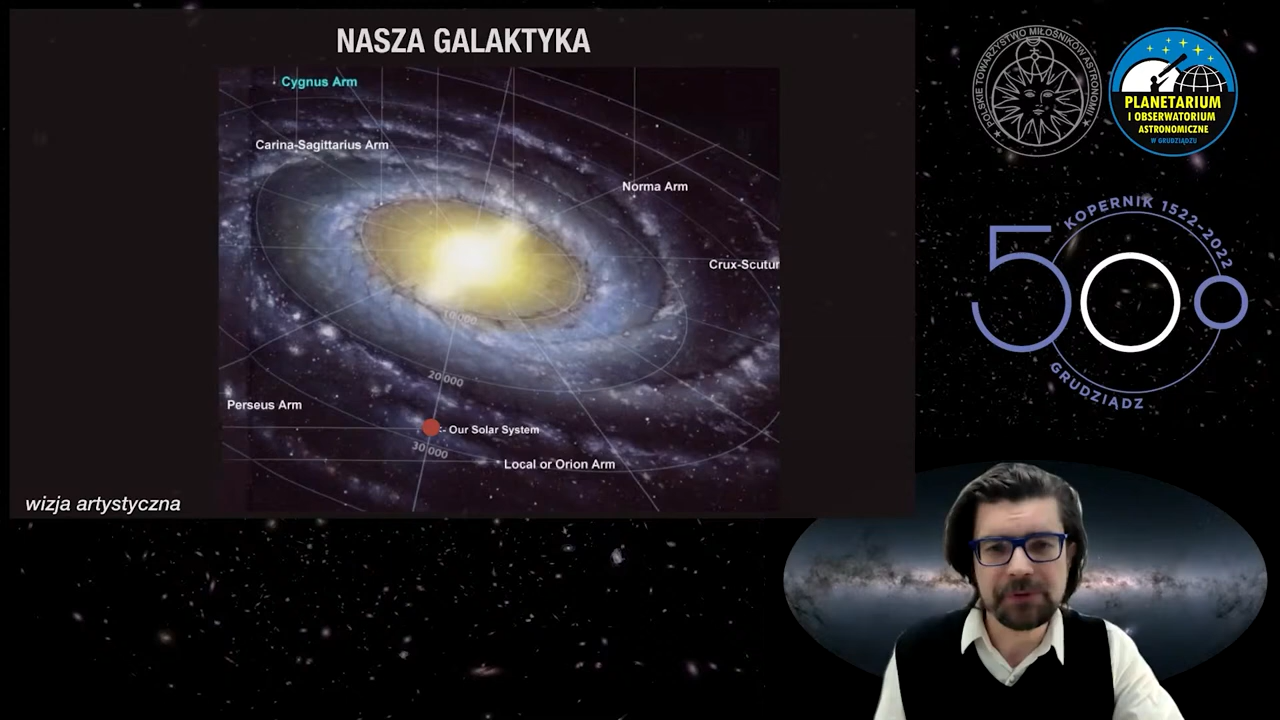 NASZA GALAKTYKA
Cygnus Arm
Carina-Sagittarius Arm
Norma Arm
Crux-Scutu
10 000
20 000
Perseus Arm
Our Solar System
30 000
Local or Orion Arm
wizja artystyczna
POLSKIE TOWARZYSTWO MIŁOŚNIKÓW ASTRONOMII
PLANETARIUM
I OBSERWATORIUM
ASTRONOMICZNE
W GRUDZIĄDZU
KOPERNIK 1522-2022
500
GRUDZIĄDZ